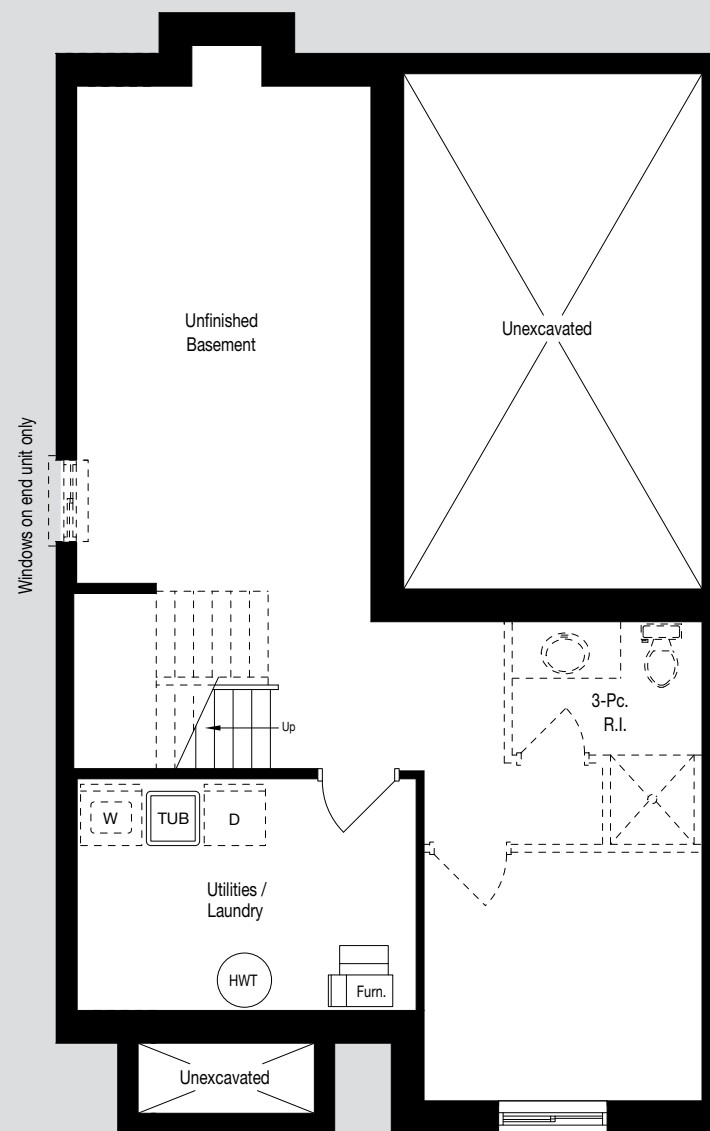 Unfinished
Basement
Unexcavated
Windows on end unit only
3-Pc.
R.I.
Up
W
TUB
D
Utilities /
Laundry
HWT
Furn.
Unexcavated